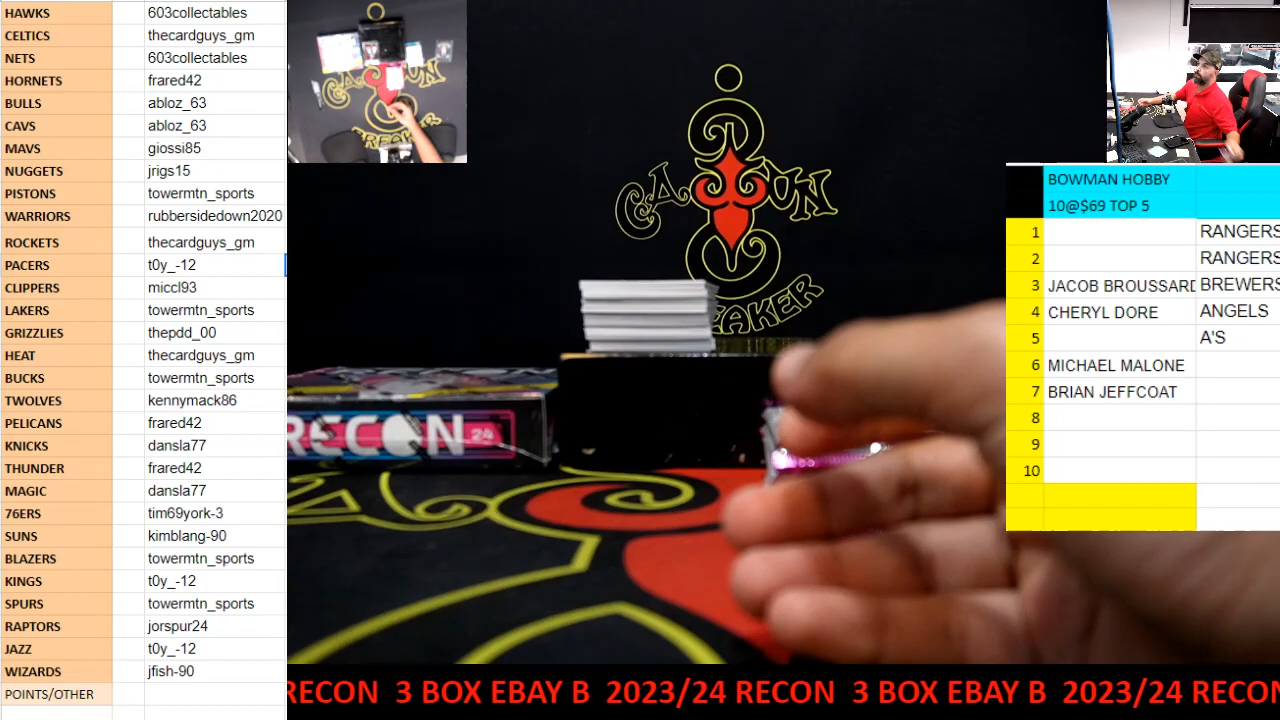 HAWKS 603collectables
CELTICS thecardguys_gm
NETS 603collectables
HORNETS frared42
BULLS abloz_63
CAVS abloz_63
MAVS giossi85
NUGGETS jrigs15
PISTONS towermtn_sports
WARRIORS rubbersidedown2020
ROCKETS thecardguys_gm
PACERS t0y_-12
CLIPPERS miccl93
LAKERS towermtn_sports
GRIZZLIES thepdd_00
HEAT thecardguys_gm
BUCKS towermtn_sports
TWOLVES kennymack86
PELICANS frared42
KNICKS dansla77
THUNDER frared42
MAGIC dansla77
76ERS tim69york-3
SUNS kimblang-90
BLAZERS towermtn_sports
KINGS t0y_-12
SPURS towermtn_sports
RAPTORS jorspur24
JAZZ t0y_-12
WIZARDS jfish-90
POINTS/OTHER
CAJUN
BREAKER
RECON 24
BOWMAN HOBBY
10@$69 TOP 5
1 RANGERS
2 RANGERS
3 JACOB BROUSSARD BREWERS
4 CHERYL DORE ANGELS
5 A'S
6 MICHAEL MALONE
7 BRIAN JEFFCOAT
8
9
10
RECON 3 BOX EBAY B 2023/24 RECON 3 BOX EBAY B 2023/24 RECON